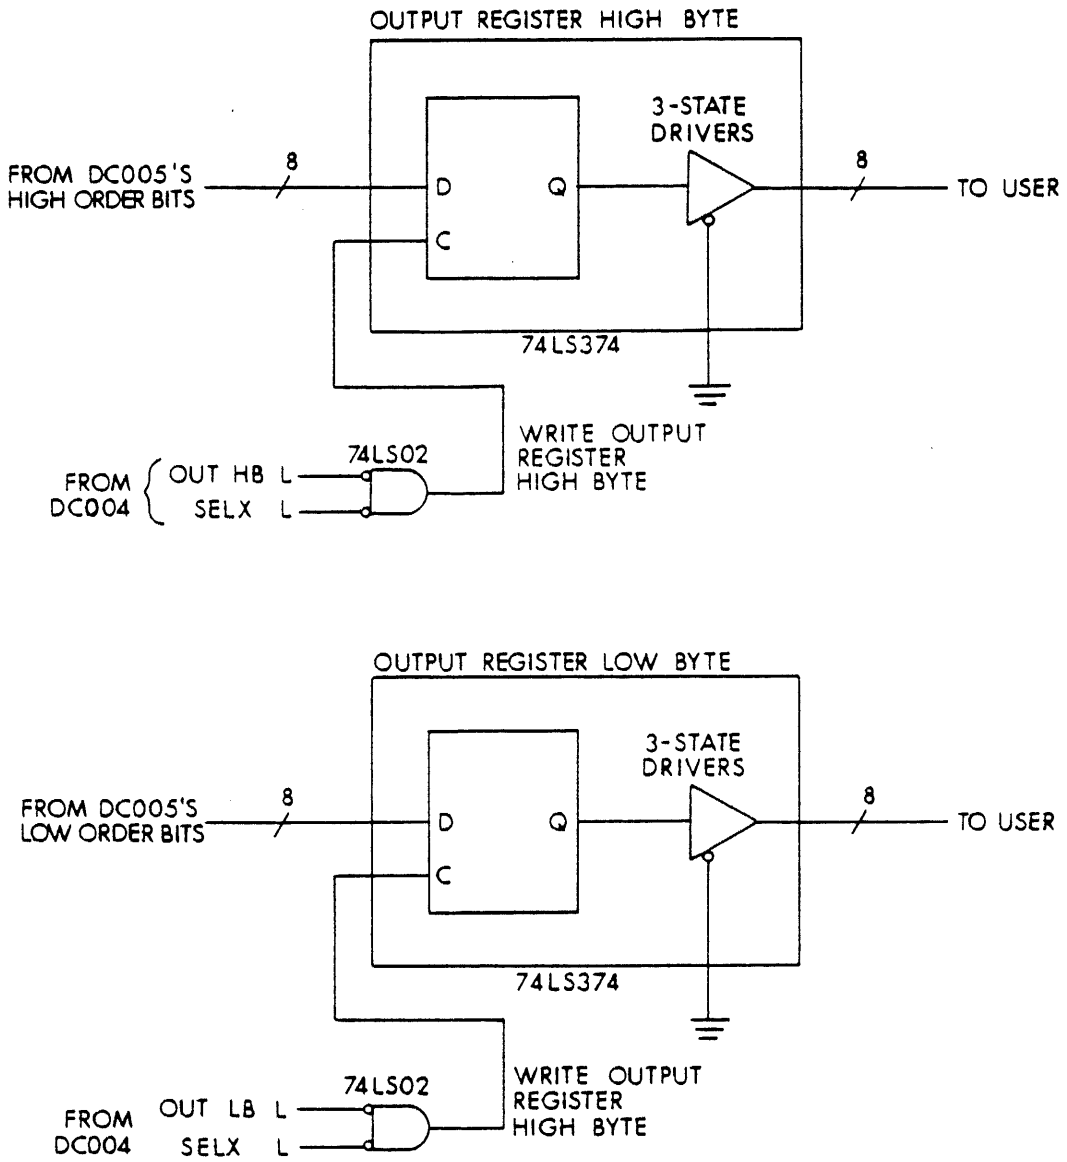 OUTPUT REGISTER HIGH BYTE
3-STATE
DRIVERS
8
8
FROM DC005'S
HIGH ORDER BITS
D
Q
TO USER
C
74LS374
WRITE OUTPUT
REGISTER
HIGH BYTE
74LS02
FROM
DC004
OUT HB L
SELX L
OUTPUT REGISTER LOW BYTE
3-STATE
DRIVERS
8
8
FROM DC005'S
LOW ORDER BITS
D
Q
TO USER
C
74LS374
WRITE OUTPUT
REGISTER
HIGH BYTE
74LS02
FROM
DC004
OUT LB L
SELX L